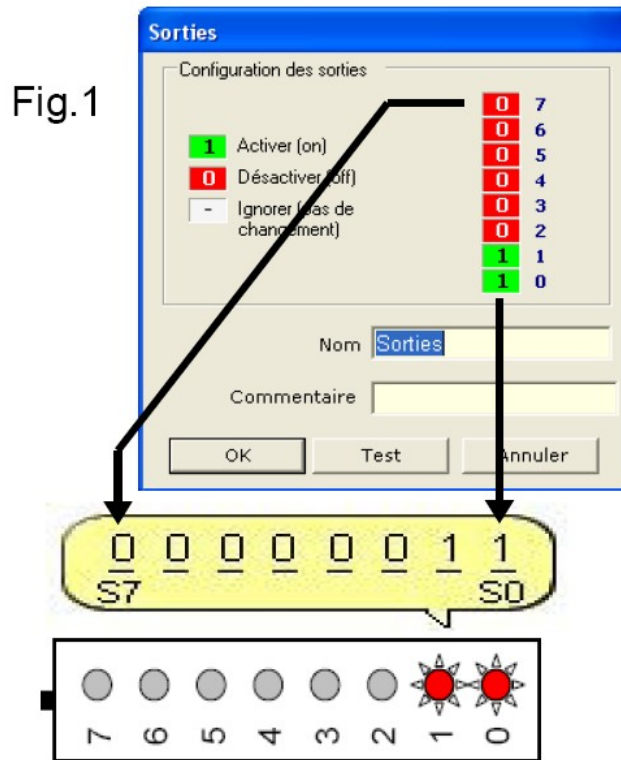 Fig.1
Sorties
Configuration des sorties
0 7
0 6
1 Activer (on)
0 5
0 Désactiver (off)
0 4
- Ignorer (pas de
0 3
changement)
0 2
1 1
1 0
Nom Sorties
Commentaire
OK Test Annuler
0 0 0 0 0 0 1 1
S7 S0
7 6 5 4 3 2 1 0